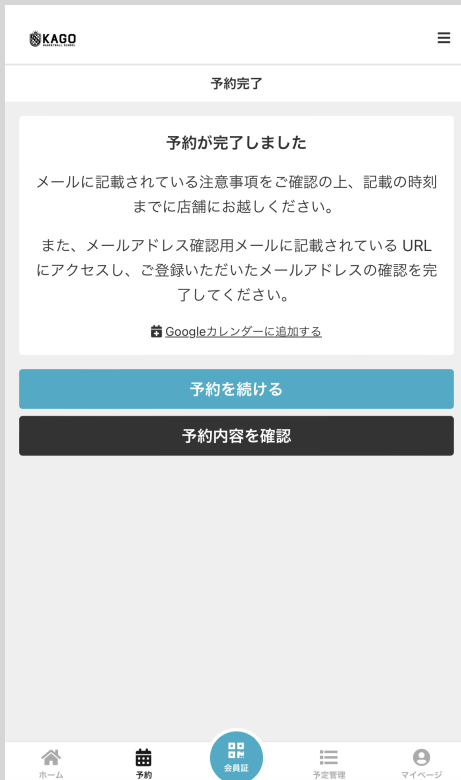 KAGO
BASKETBALL SCHOOL
予約完了
予約が完了しました
メールに記載されている注意事項をご確認の上、記載の時刻
までに店舗にお越しください。
また、メールアドレス確認用メールに記載されている URL
にアクセスし、ご登録いただいたメールアドレスの確認を完
了してください。
Googleカレンダーに追加する
予約を続ける
予約内容を確認
ホーム
予約
会員証
予定管理
マイページ